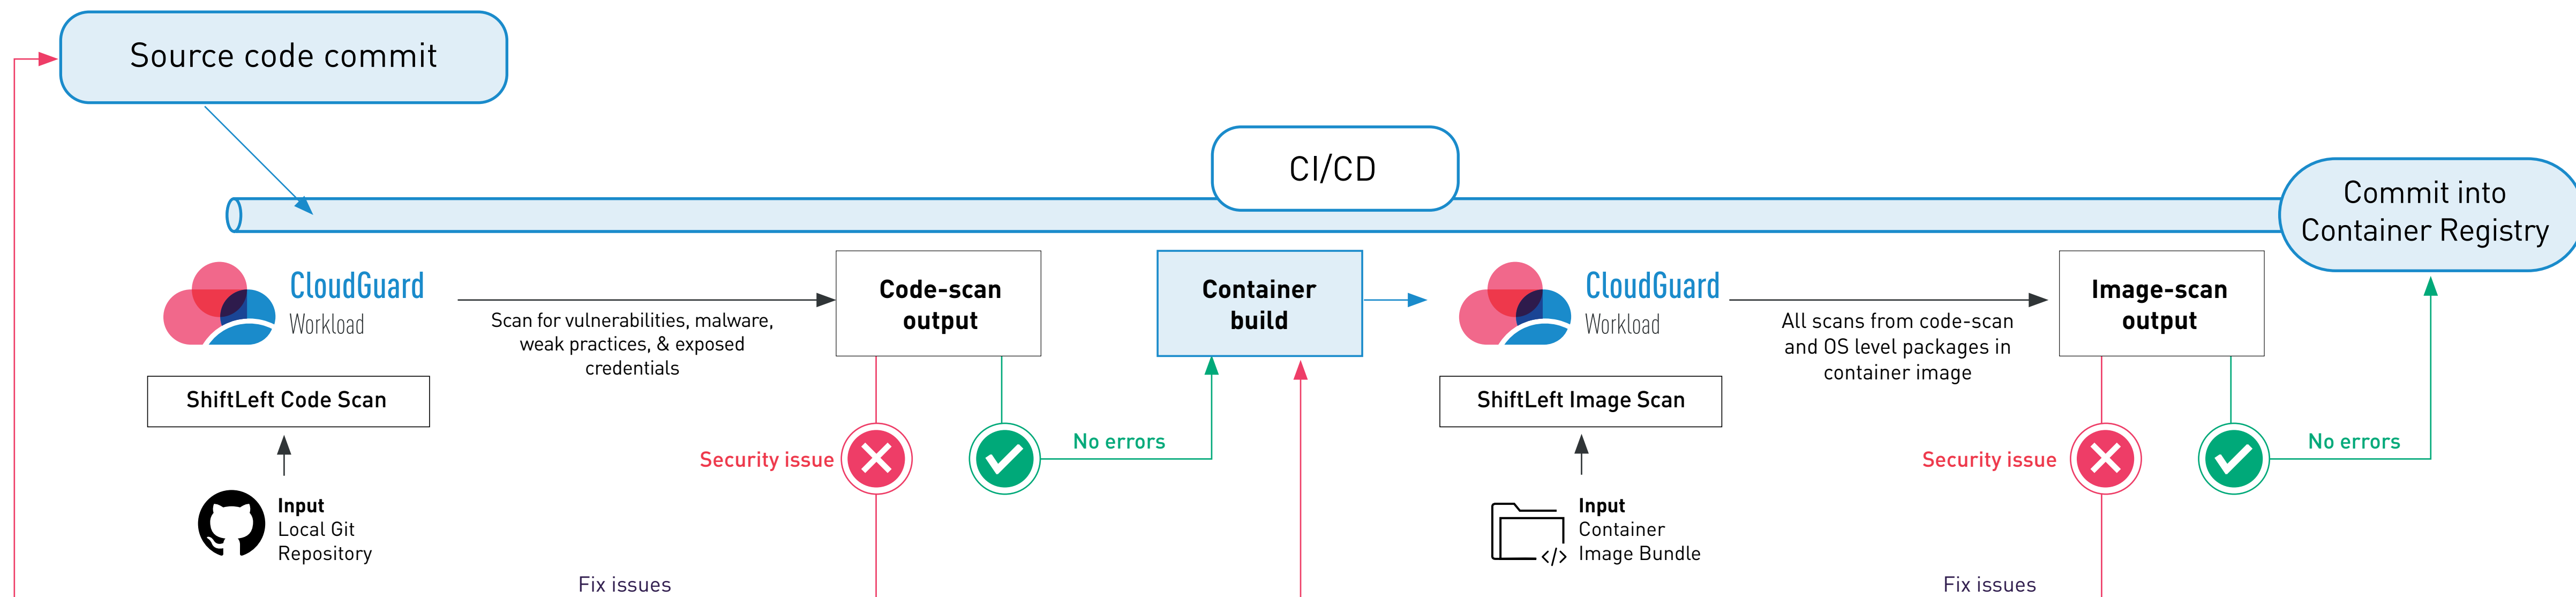 Source code commit
CI/CD
Commit into
Container Registry
CloudGuard
Workload
ShiftLeft Code Scan
Input
Local Git
Repository
Scan for vulnerabilities, malware,
weak practices, & exposed
credentials
Code-scan
output
Security issue
No errors
Fix issues
Container
build
CloudGuard
Workload
ShiftLeft Image Scan
Input
Container
Image Bundle
</>
All scans from code-scan
and OS level packages in
container image
Image-scan
output
Security issue
No errors
Fix issues